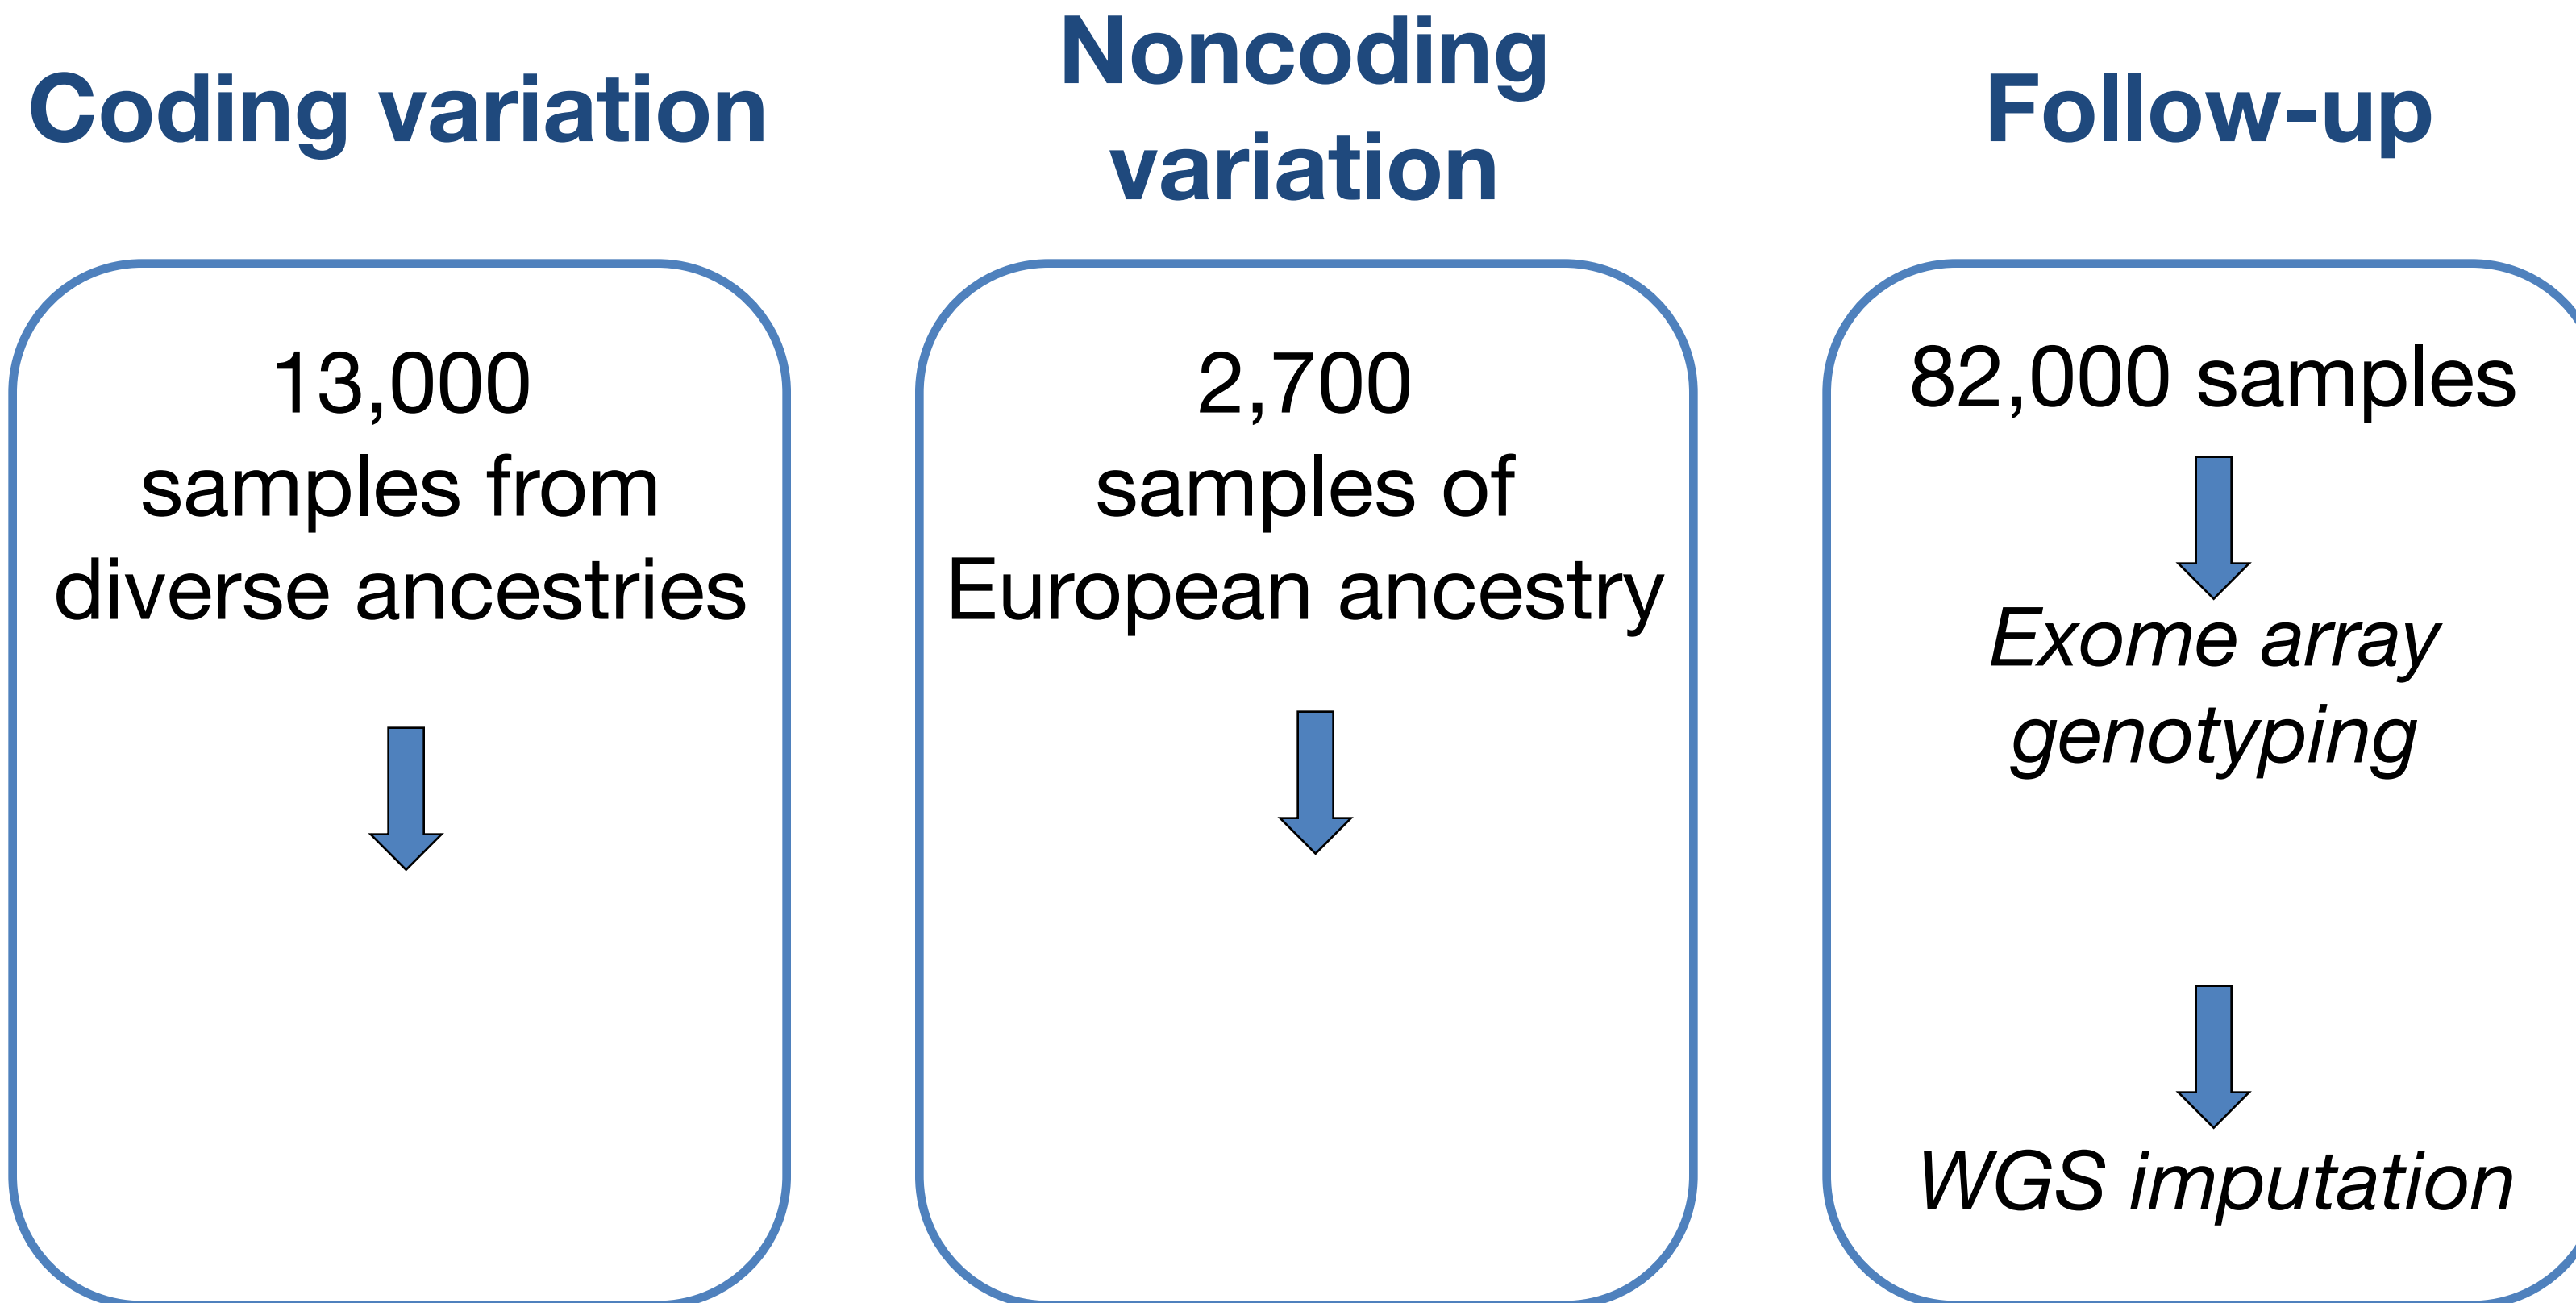 Coding variation
Noncoding
variation
Follow-up
13,000
samples from
diverse ancestries
2,700
samples of
European ancestry
82,000 samples
Exome array
genotyping
WGS imputation